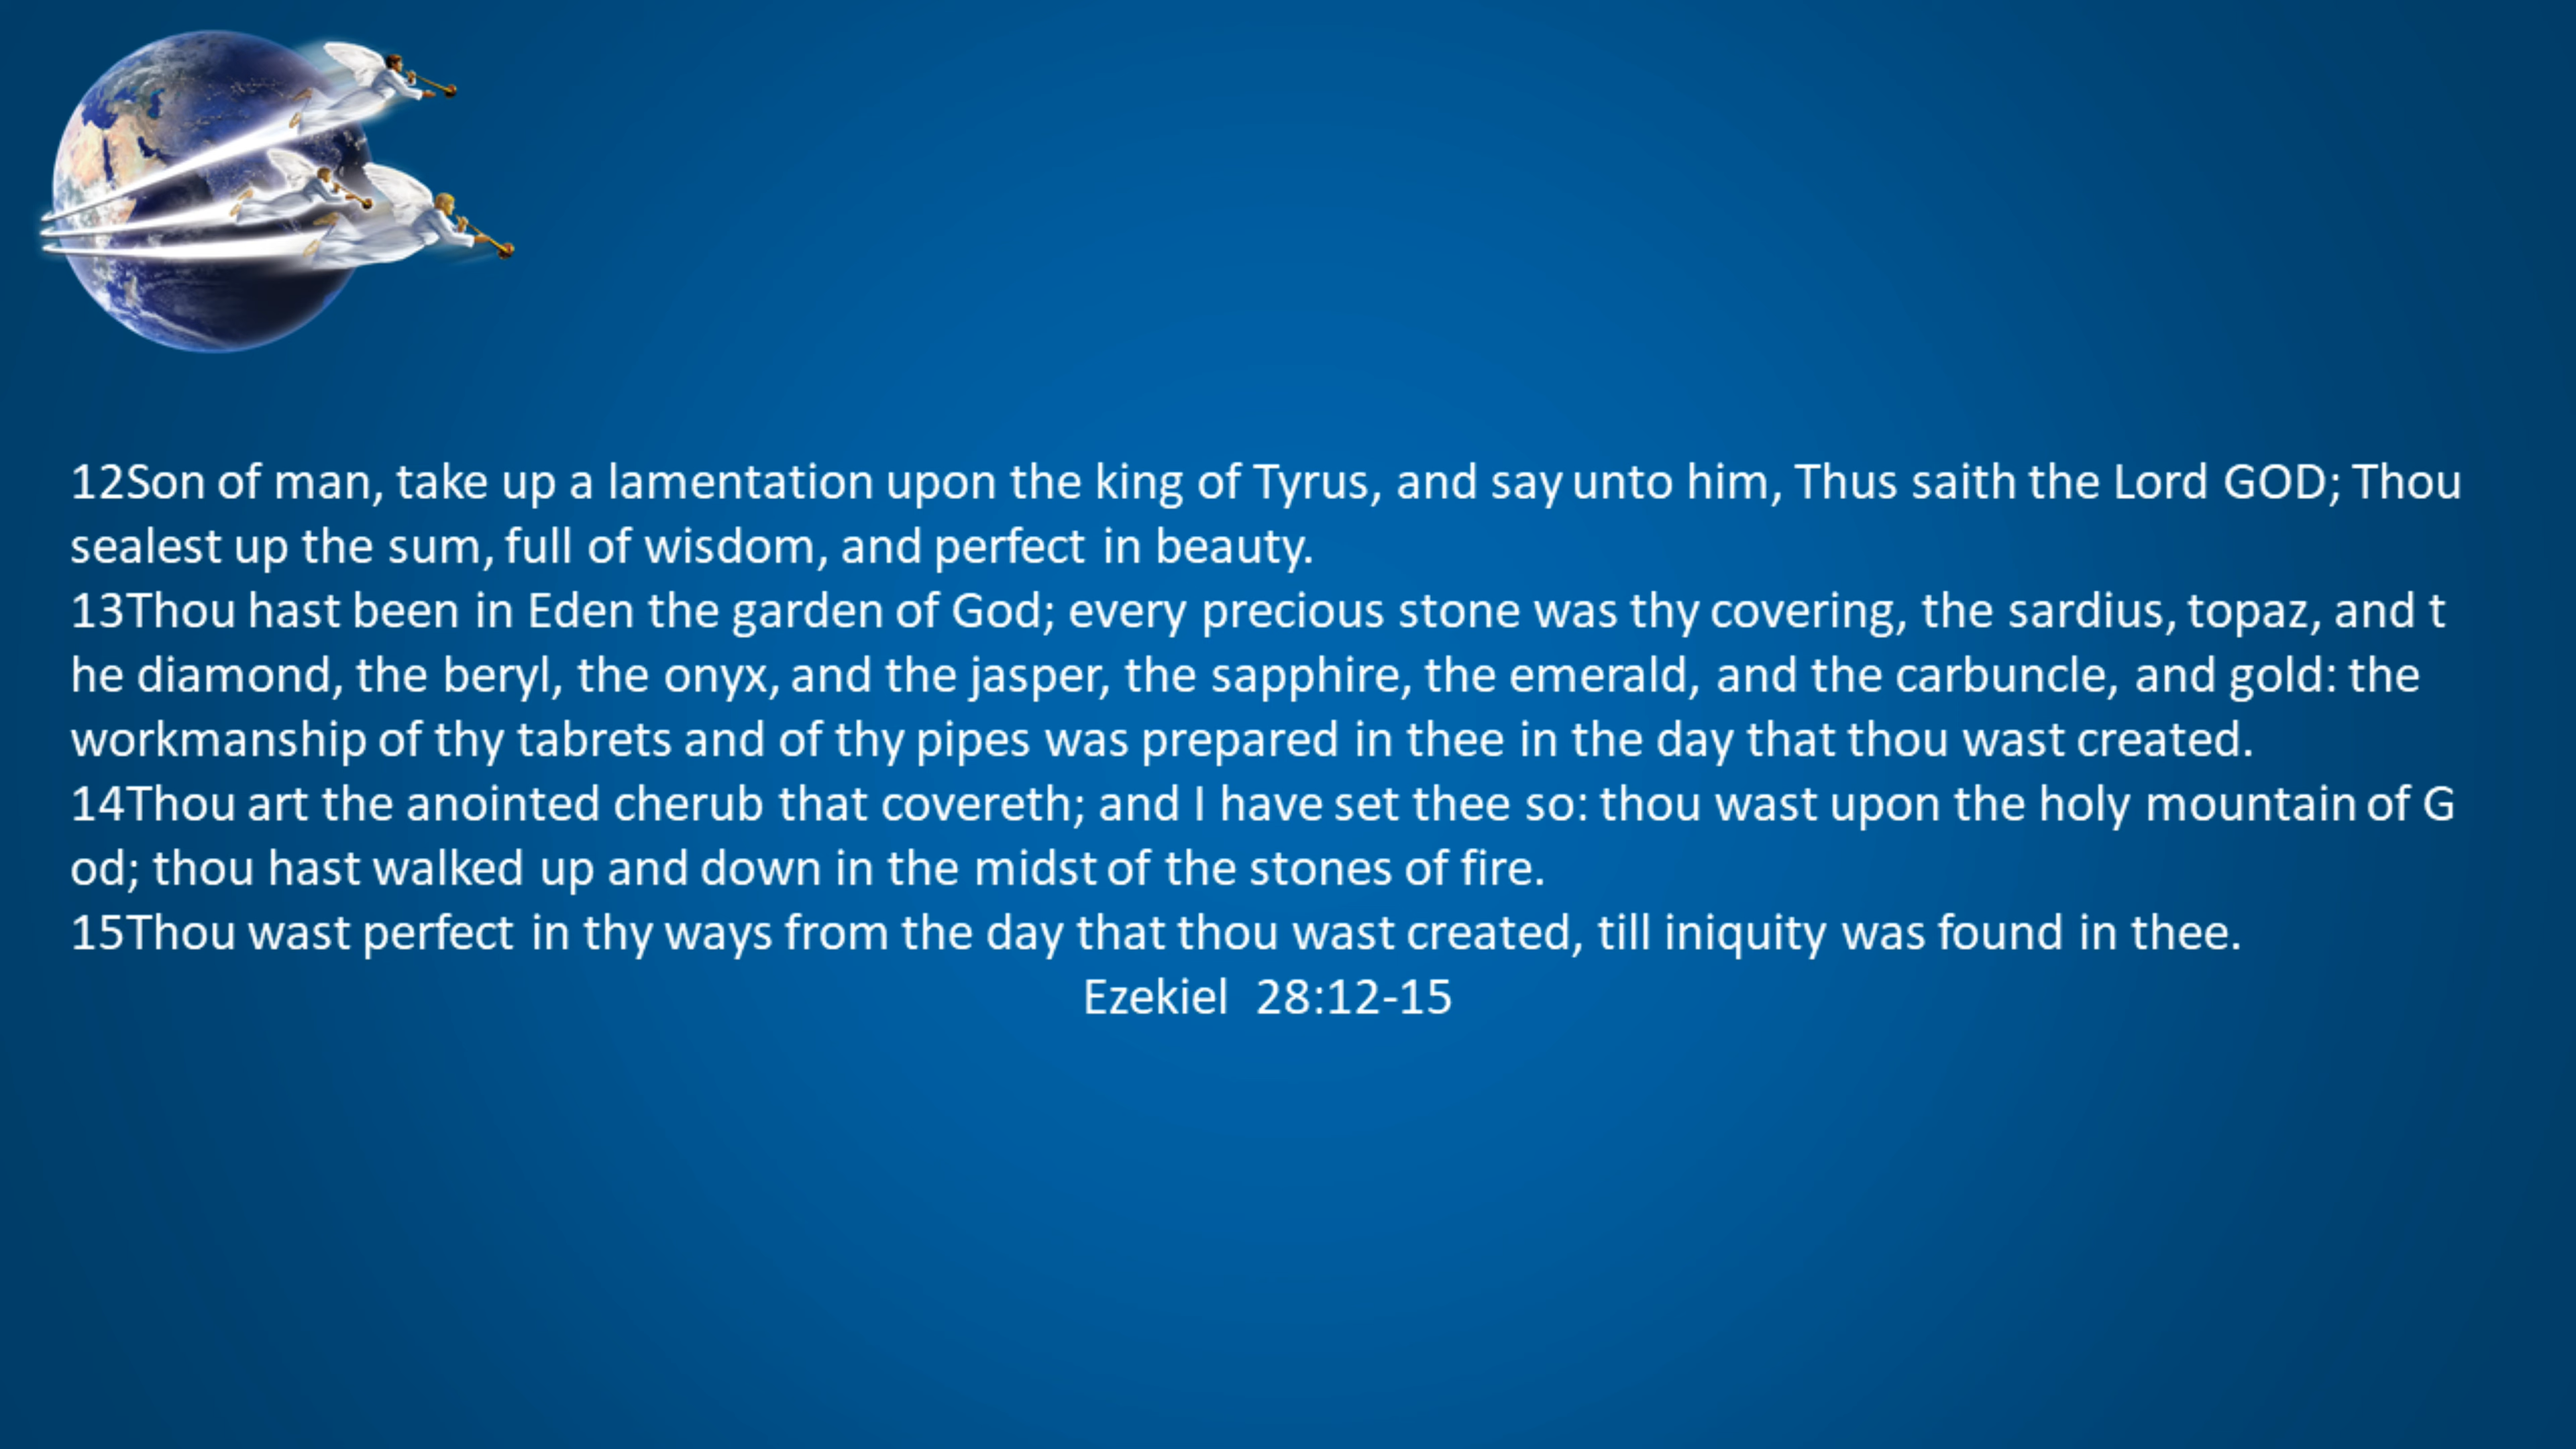 12Son of man, take up a lamentation upon the king of Tyrus, and say unto him, Thus saith the Lord GOD; Thou
sealest up the sum, full of wisdom, and perfect in beauty.
13Thou hast been in Eden the garden of God; every precious stone was thy covering, the sardius, topaz, and t
he diamond, the beryl, the onyx, and the jasper, the sapphire, the emerald, and the carbuncle, and gold: the
workmanship of thy tabrets and of thy pipes was prepared in thee in the day that thou wast created.
14Thou art the anointed cherub that covereth; and I have set thee so: thou wast upon the holy mountain of G
od; thou hast walked up and down in the midst of the stones of fire.
15Thou wast perfect in thy ways from the day that thou wast created, till iniquity was found in thee.
Ezekiel 28:12-15